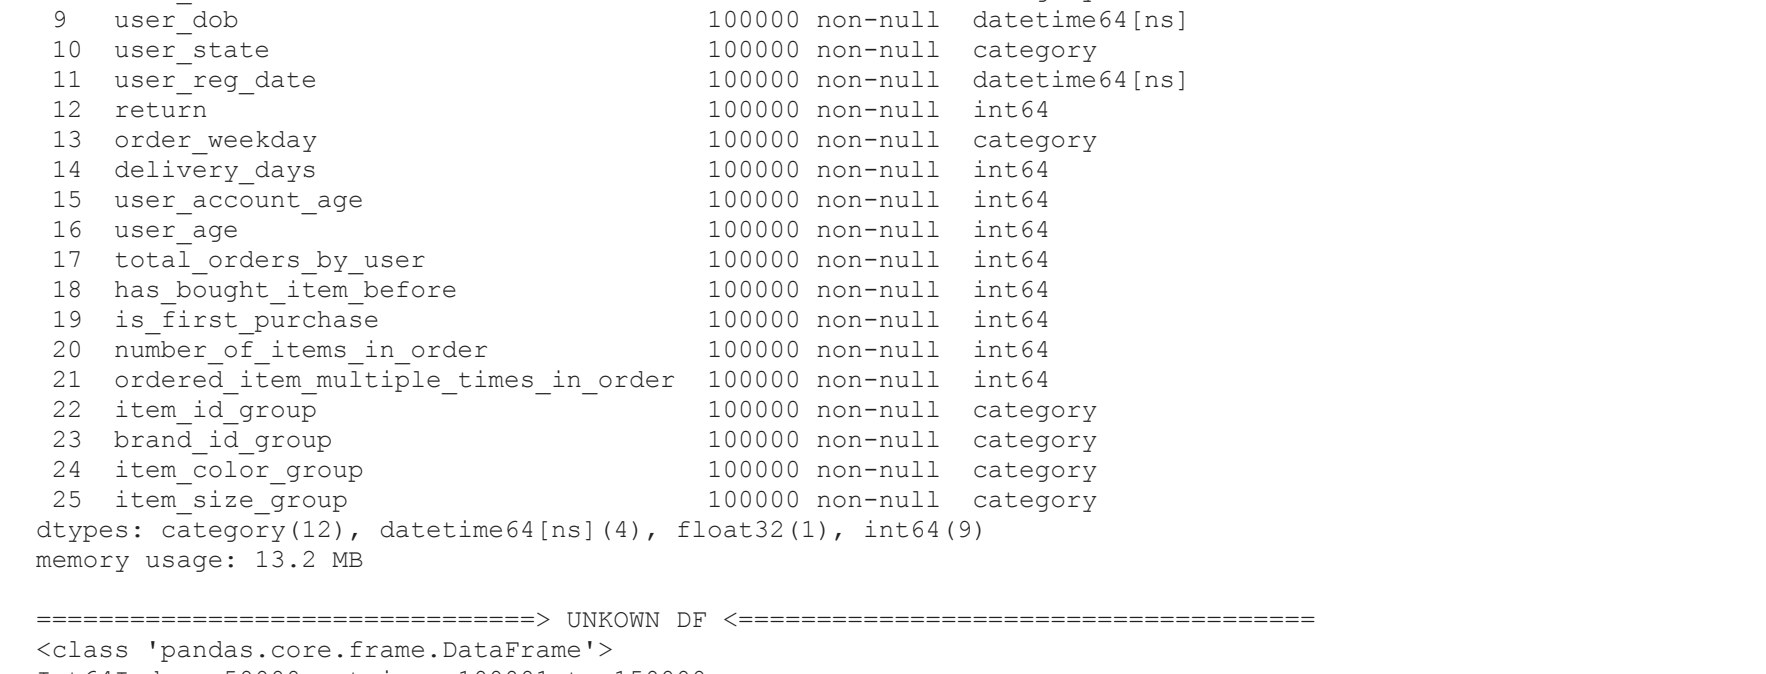 9 user_dob 100000 non-null datetime64[ns]
10 user_state 100000 non-null category
11 user_reg_date 100000 non-null datetime64[ns]
12 return 100000 non-null int64
13 order_weekday 100000 non-null category
14 delivery_days 100000 non-null int64
15 user_account_age 100000 non-null int64
16 user_age 100000 non-null int64
17 total_orders_by_user 100000 non-null int64
18 has_bought_item_before 100000 non-null int64
19 is_first_purchase 100000 non-null int64
20 number_of_items_in_order 100000 non-null int64
21 ordered_item_multiple_times_in_order 100000 non-null int64
22 item_id_group 100000 non-null category
23 brand_id_group 100000 non-null category
24 item_color_group 100000 non-null category
25 item_size_group 100000 non-null category
dtypes: category(12), datetime64[ns](4), float32(1), int64(9)
memory usage: 13.2 MB
================================> UNKOWN DF <=====================================
<class 'pandas.core.frame.DataFrame'>